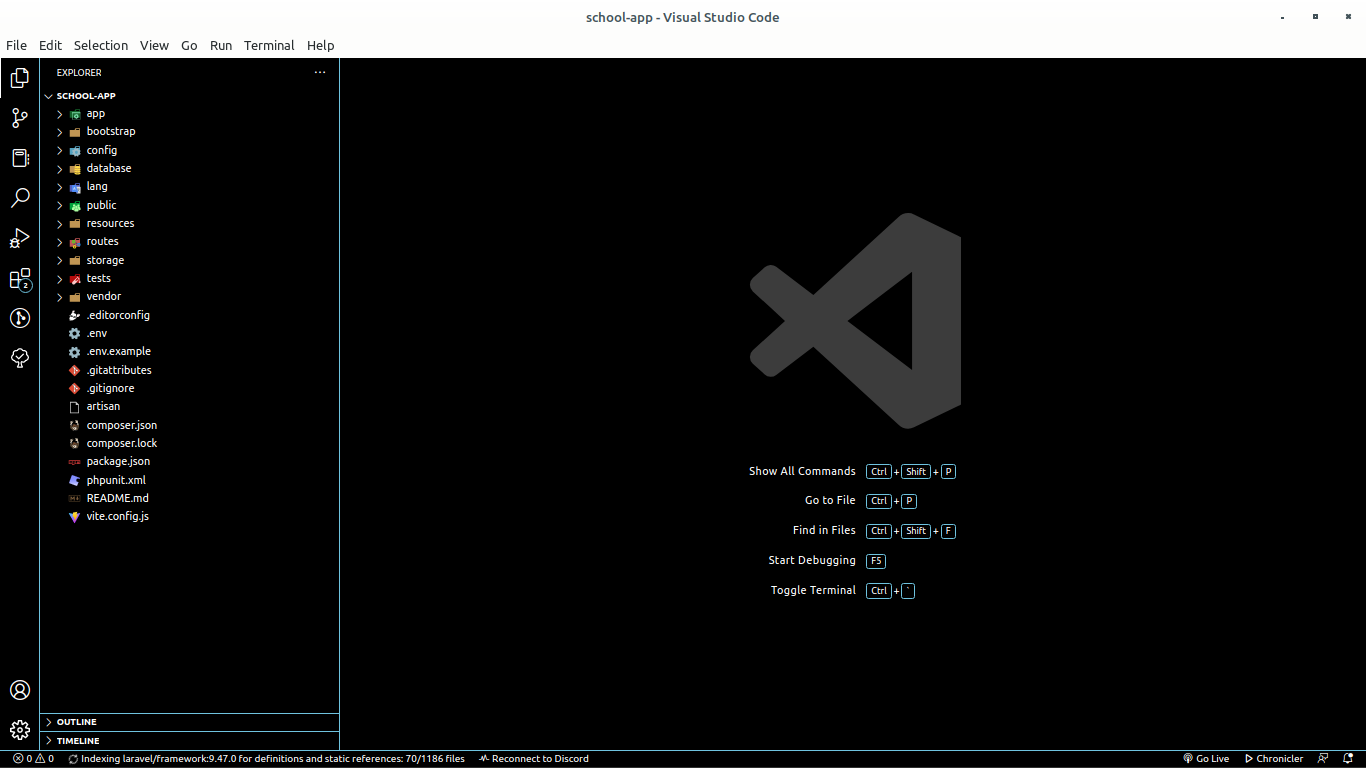 school-app - Visual Studio Code
File Edit Selection View Go Run Terminal Help
EXPLORER
SCHOOL-APP
app
bootstrap
config
database
lang
public
resources
routes
storage
tests
vendor
.editorconfig
.env
.env.example
.gitattributes
.gitignore
artisan
composer.json
composer.lock
package.json
phpunit.xml
README.md
vite.config.js
2
Show All Commands Ctrl + Shift + P
Go to File Ctrl + P
Find in Files Ctrl + Shift + F
Start Debugging F5
Toggle Terminal Ctrl + `
OUTLINE
TIMELINE
0 0 Indexing laravel/framework:9.47.0 for definitions and static references: 70/1186 files Reconnect to Discord Go Live Chronicler